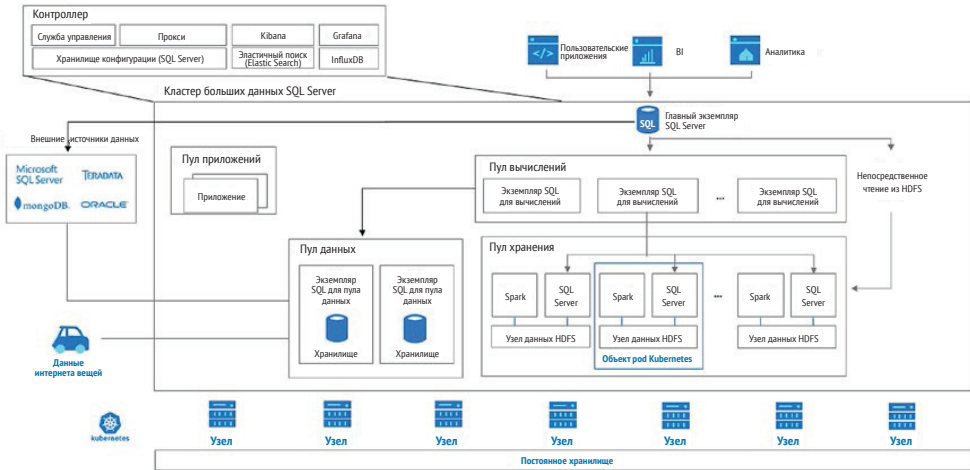 Контроллер
Служба управления
Прокси
Kibana
Grafana
Хранилище конфигурации (SQL Server)
Эластичный поиск
(Elastic Search)
InfluxDB
Пользовательские
приложения
BI
Аналитика
Кластер больших данных SQL Server
SQL
Главный экземпляр
SQL Server
Внешние источники данных
Microsoft
SQL Server
TERADATA
mongoDB
ORACLE
Пул приложений
Приложение
Пул вычислений
Экземпляр SQL
для вычислений
Экземпляр SQL
для вычислений
...
Экземпляр SQL
для вычислений
Непосредственное
чтение из HDFS
Пул данных
Экземпляр
SQL для пула
данных
Хранилище
Экземпляр
SQL для пула
данных
Хранилище
Пул хранения
Spark
SQL
Server
Узел данных HDFS
Spark
SQL
Server
Узел данных HDFS
Объект pod Kubernetes
...
Spark
SQL
Server
Узел данных HDFS
Данные
интернета вещей
kubernetes
Узел
Узел
Узел
Узел
Узел
Узел
Узел
Постоянное хранилище